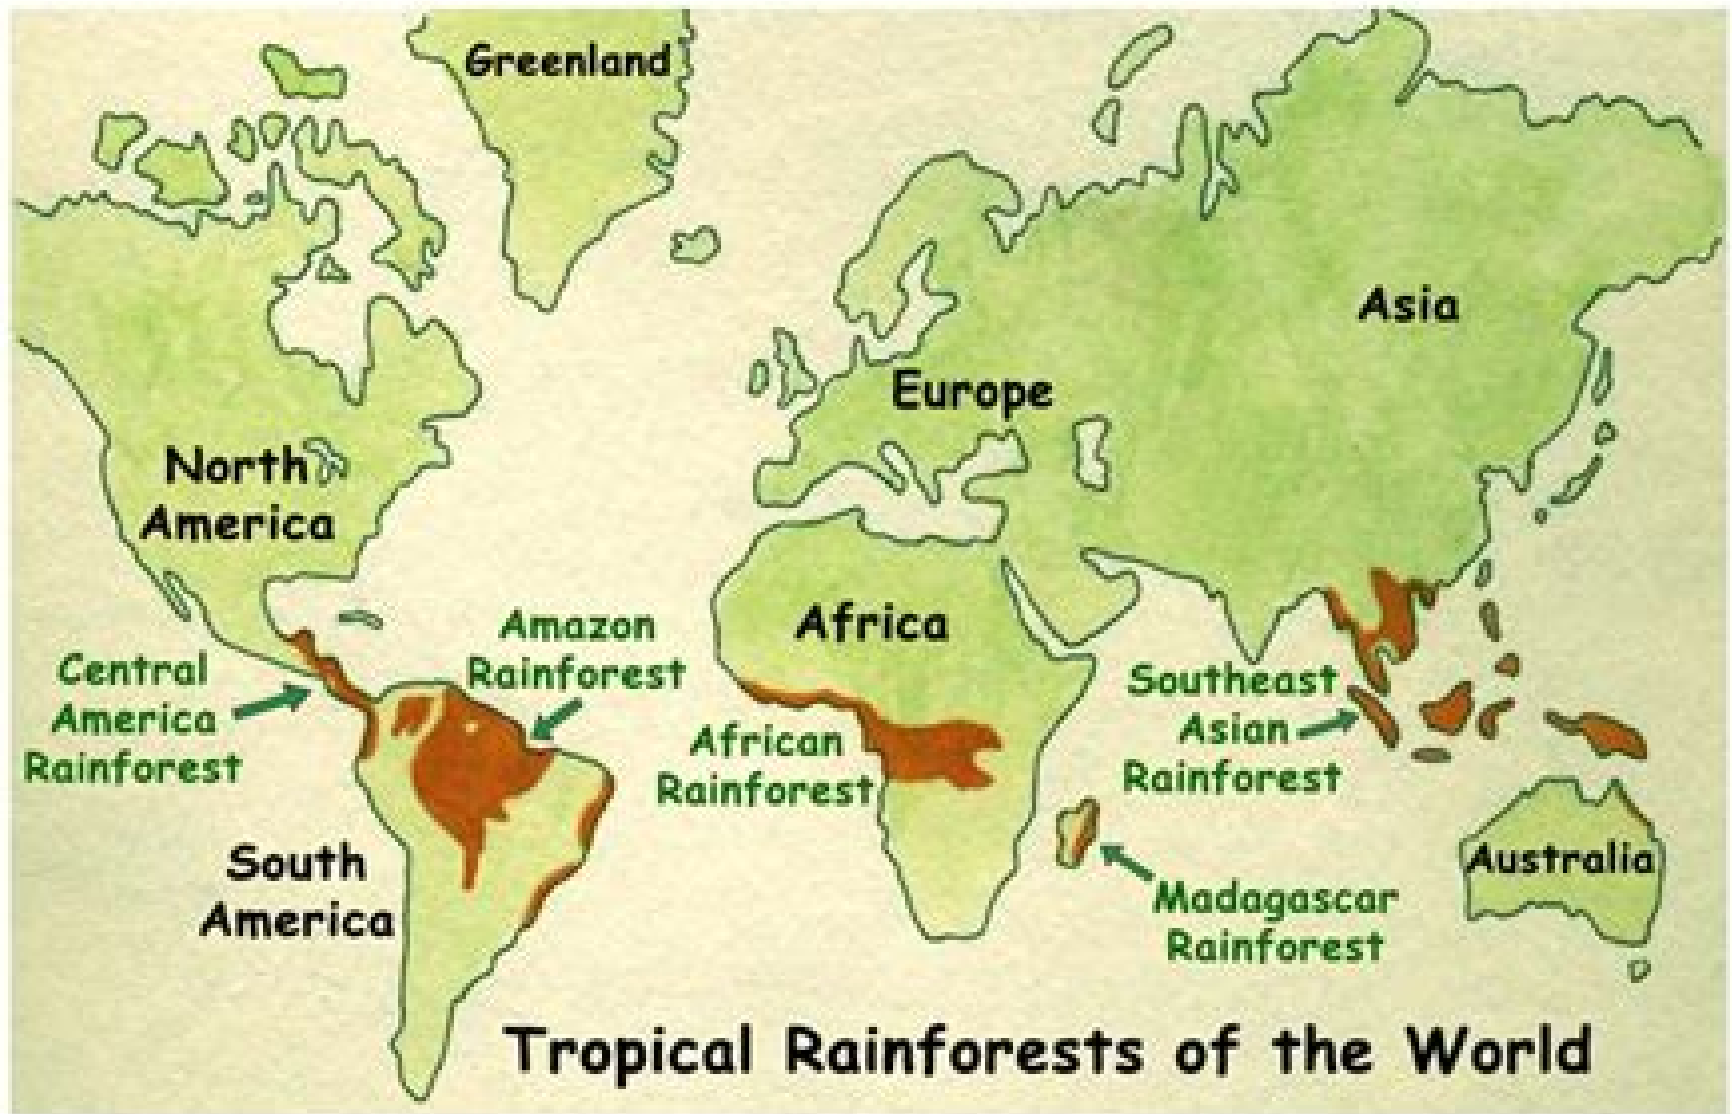 Greenland
Asia
Europe
North
America
Africa
Amazon
Rainforest
Central
America
Rainforest
African
Rainforest
Southeast
Asian
Rainforest
South
America
Australia
Madagascar
Rainforest
Tropical Rainforests of the World